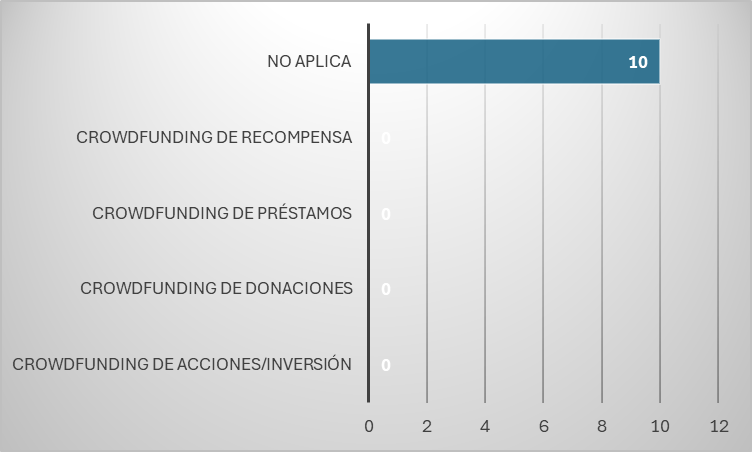 NO APLICA
10
CROWDFUNDING DE RECOMPENSA
0
CROWDFUNDING DE PRÉSTAMOS
0
CROWDFUNDING DE DONACIONES
0
CROWDFUNDING DE ACCIONES/INVERSIÓN
0
0 2 4 6 8 10 12